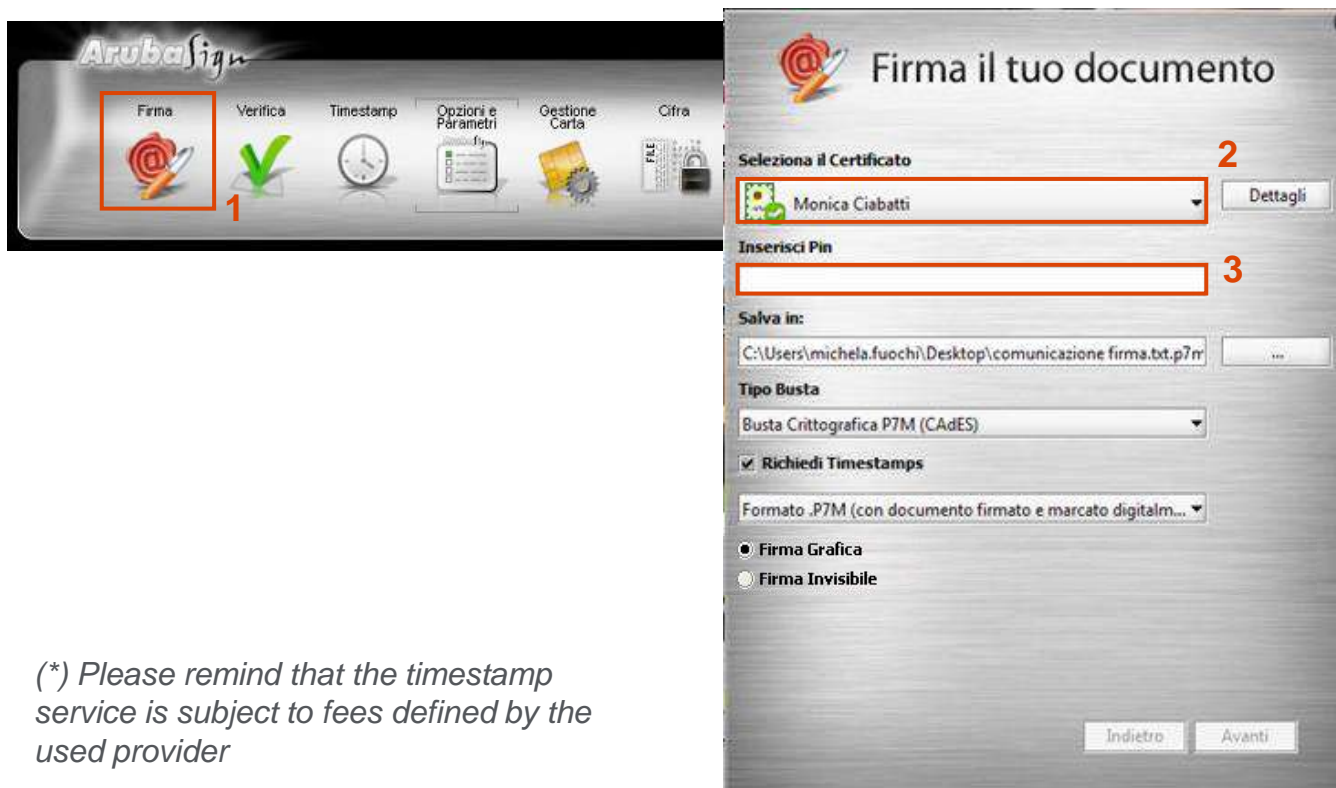 ArubaSign
Firma
Verifica
Timestamp
Opzioni e
Parametri
Gestione
Carta
Cifra
FILE
1
Firma il tuo documento
Seleziona il Certificato
2
Monica Ciabatti
Dettagli
Inserisci Pin
3
Salva in:
C:\Users\michela.fuochi\Desktop\comunicazione firma.txt.p7m
...
Tipo Busta
Busta Crittografica P7M (CAdES)
Richiedi Timestamps
Formato .P7M (con documento firmato e marcato digitalm...
Firma Grafica
Firma Invisibile
(*) Please remind that the timestamp
service is subject to fees defined by the
used provider
Indietro
Avanti